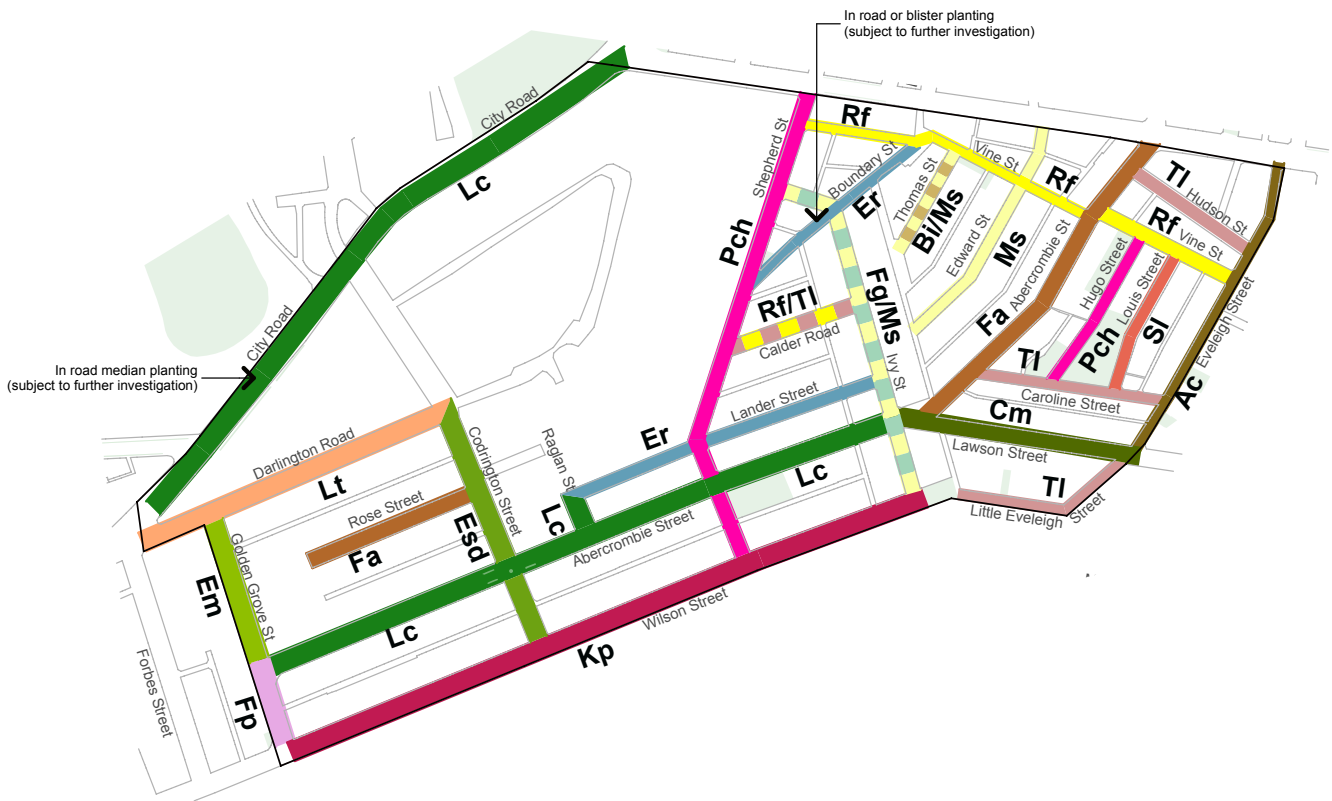 In road or blister planting
(subject to further investigation)
City Road
Lc
Shepherd St
Rf
Boundary St
Er
Thomas St
Bi/Ms
Vine St
Rf
Edward St
Ms
Tl
Hudson St
Rf
Vine St
Pch
Fg/Ms
Ivy St
Rf/Tl
Calder Road
Fa
Abercrombie St
Hugo Street
Louis Street
Pch
Sl
Tl
Caroline Street
Ac
Eveleigh Street
City Road
In road median planting
(subject to further investigation)
Lander Street
Er
Cm
Lawson Street
Tl
Little Eveleigh
Street
Darlington Road
Lt
Codrington Street
Esd
Raglan St
Lc
Lc
Abercrombie Street
Rose Street
Fa
Em
Golden Grove St
Lc
Wilson Street
Kp
Fp
Forbes Street